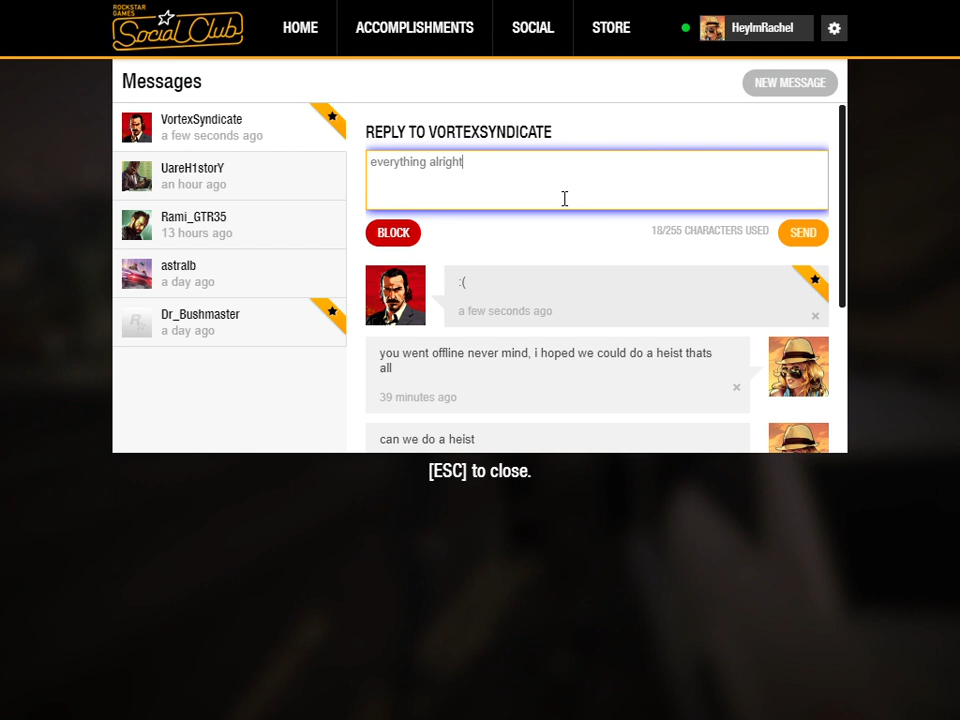 ROCKSTAR
GAMES
Social Club
HOME
ACCOMPLISHMENTS
SOCIAL
STORE
HeyImRachel
Messages
NEW MESSAGE
VortexSyndicate
a few seconds ago
UareH1storY
an hour ago
Rami_GTR35
13 hours ago
astralb
a day ago
Dr_Bushmaster
a day ago
REPLY TO VORTEXSYNDICATE
everything alright
BLOCK
18/255 CHARACTERS USED
SEND
:(
a few seconds ago
you went offline never mind, i hoped we could do a heist thats
all
39 minutes ago
can we do a heist
[ESC] to close.